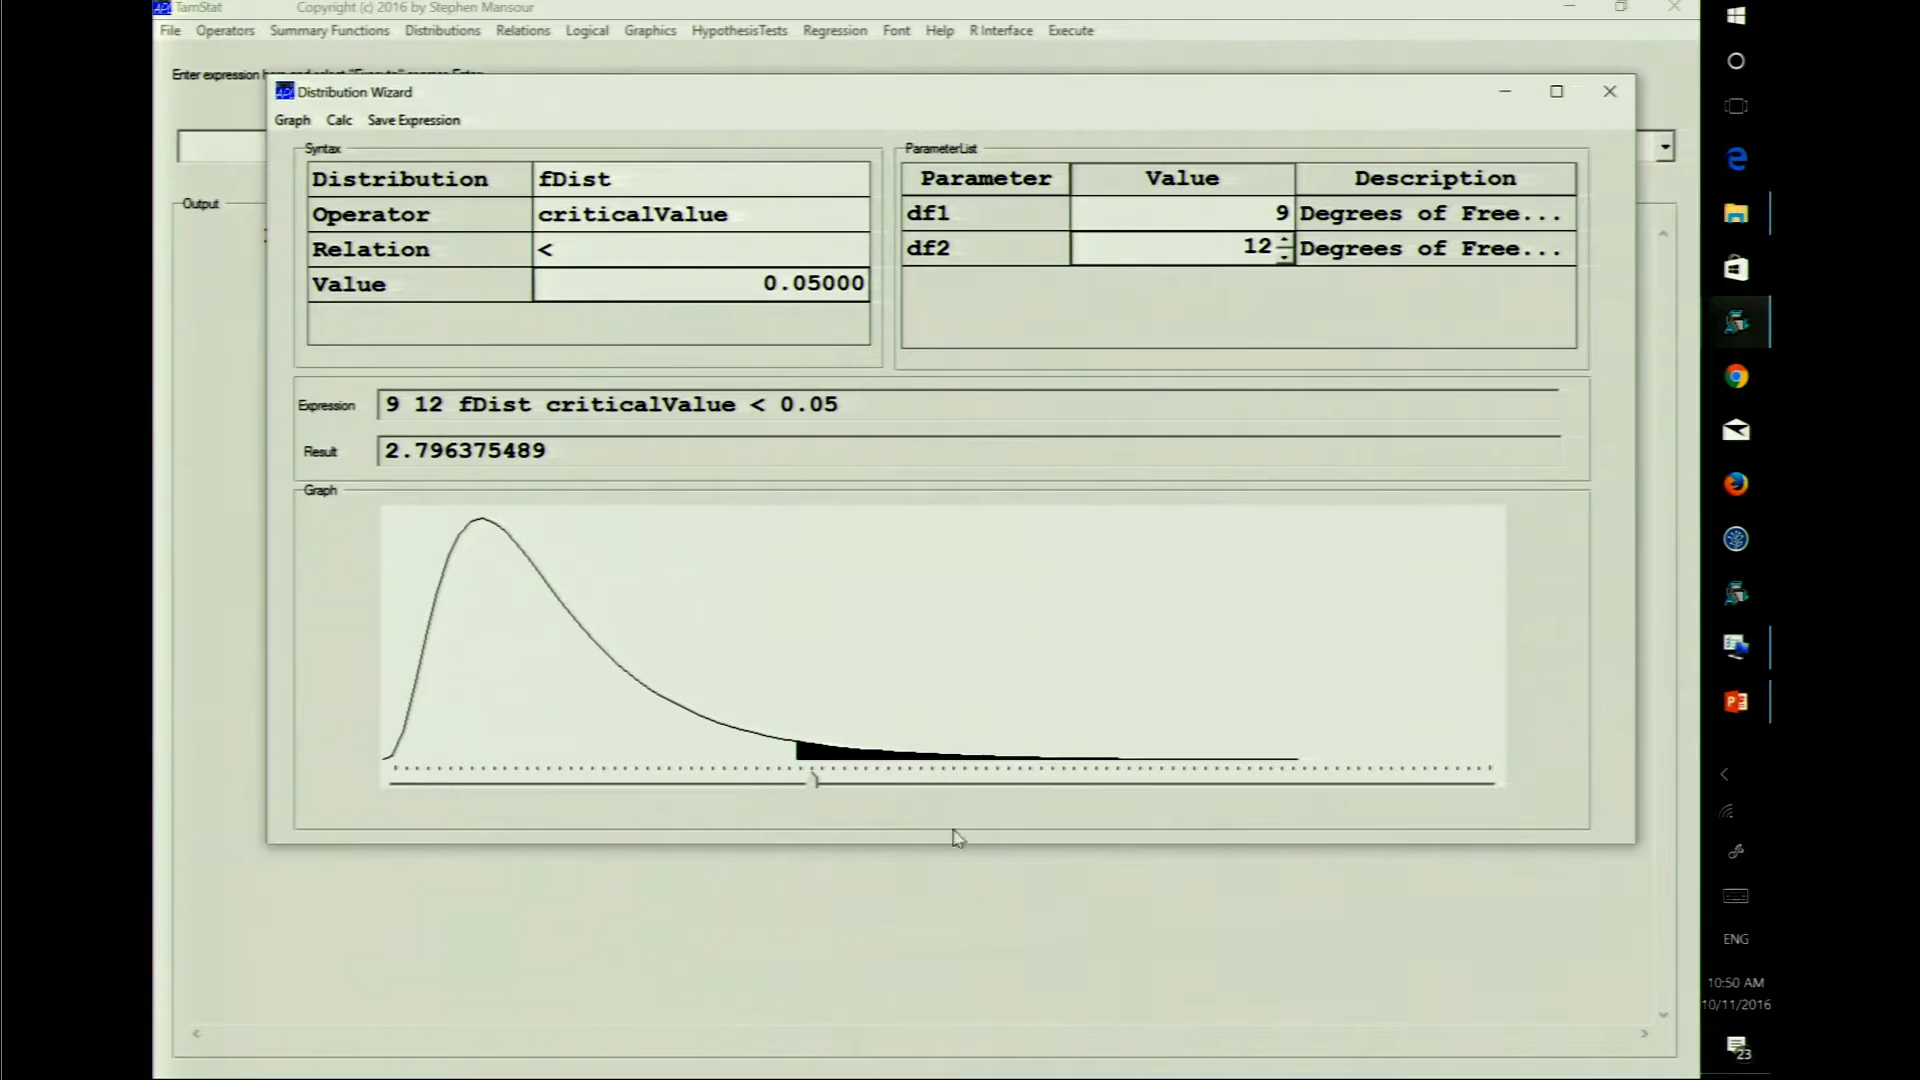 TamStat Copyright (c) 2016 by Stephen Mansour
File Operators Summary Functions Distributions Relations Logical Graphics HypothesisTests Regression Font Help R Interface Execute
Enter expression
Distribution Wizard
Graph Calc Save Expression
Syntax
Distribution fDist
Operator criticalValue
Relation <
Value 0.05000
ParameterList
Parameter Value Description
df1 9 Degrees of Free...
df2 12 Degrees of Free...
Output
Expression 9 12 fDist criticalValue < 0.05
Result 2.796375489
Graph
ENG
10:50 AM
10/11/2016
23